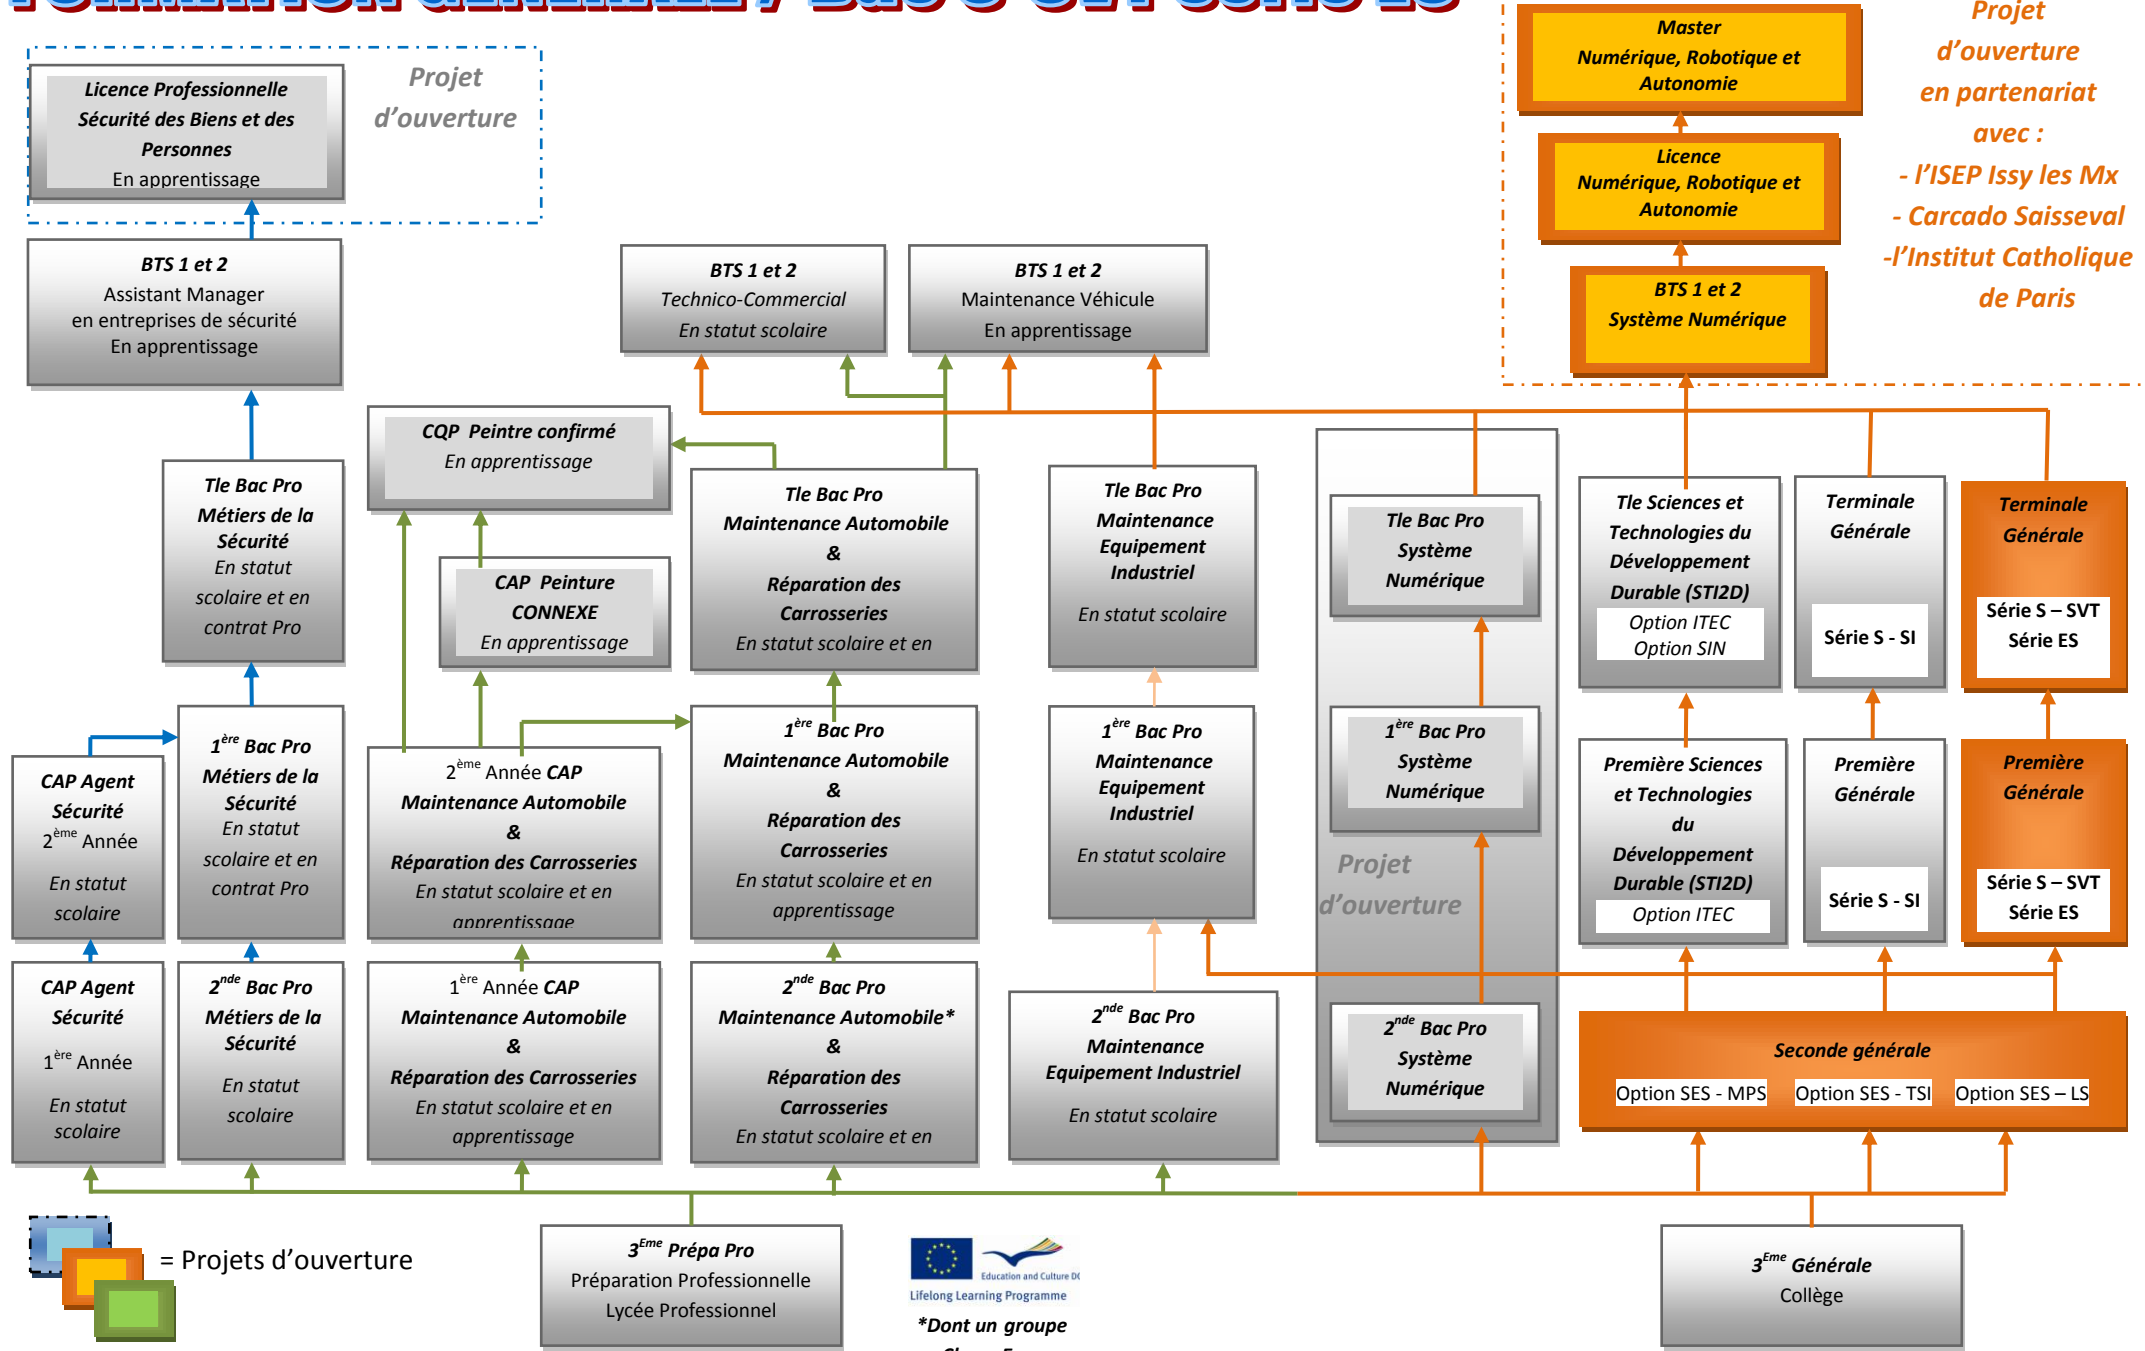 Projet
d'ouverture
en partenariat
avec :
- l'ISEP Issy les Mx
- Carcado Saisseval
-l'Institut Catholique
de Paris
Master
Numérique, Robotique et
Autonomie
Licence
Numérique, Robotique et
Autonomie
BTS 1 et 2
Système Numérique
Projet
d'ouverture
Licence Professionnelle
Sécurité des Biens et des
Personnes
En apprentissage
BTS 1 et 2
Assistant Manager
en entreprises de sécurité
En apprentissage
BTS 1 et 2
Technico-Commercial
En statut scolaire
BTS 1 et 2
Maintenance Véhicule
En apprentissage
CQP Peintre confirmé
En apprentissage
CAP Peinture
CONNEXE
En apprentissage
Tle Bac Pro
Métiers de la
Sécurité
En statut
scolaire et en
contrat Pro
Tle Bac Pro
Maintenance Automobile
&
Réparation des
Carrosseries
En statut scolaire et en
Tle Bac Pro
Maintenance
Equipement
Industriel
En statut scolaire
Tle Bac Pro
Système
Numérique
Tle Sciences et
Technologies du
Développement
Durable (STI2D)
Option ITEC
Option SIN
Terminale
Générale
Série S - SI
Terminale
Générale
Série S – SVT
Série ES
CAP Agent
Sécurité
2ème Année
En statut
scolaire
1ère Bac Pro
Métiers de la
Sécurité
En statut
scolaire et en
contrat Pro
2ème Année CAP
Maintenance Automobile
&
Réparation des Carrosseries
En statut scolaire et en
apprentissage
1ère Bac Pro
Maintenance Automobile
&
Réparation des
Carrosseries
En statut scolaire et en
apprentissage
1ère Bac Pro
Maintenance
Equipement
Industriel
En statut scolaire
1ère Bac Pro
Système
Numérique
Projet
d'ouverture
Première Sciences
et Technologies
du
Développement
Durable (STI2D)
Option ITEC
Première
Générale
Série S - SI
Première
Générale
Série S – SVT
Série ES
CAP Agent
Sécurité
1ère Année
En statut
scolaire
2nde Bac Pro
Métiers de la
Sécurité
En statut
scolaire
1ère Année CAP
Maintenance Automobile
&
Réparation des Carrosseries
En statut scolaire et en
apprentissage
2nde Bac Pro
Maintenance Automobile*
&
Réparation des
Carrosseries
En statut scolaire et en
2nde Bac Pro
Maintenance
Equipement Industriel
En statut scolaire
2nde Bac Pro
Système
Numérique
Seconde générale
Option SES - MPS
Option SES - TSI
Option SES – LS
= Projets d'ouverture
3Eme Prépa Pro
Préparation Professionnelle
Lycée Professionnel
Education and Culture
Lifelong Learning Programme
*Dont un groupe
3Eme Générale
Collège